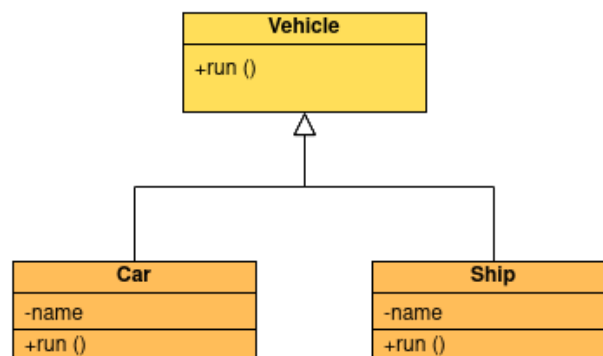 Vehicle
+run ()
Car
-name
+run ()
Ship
-name
+run ()